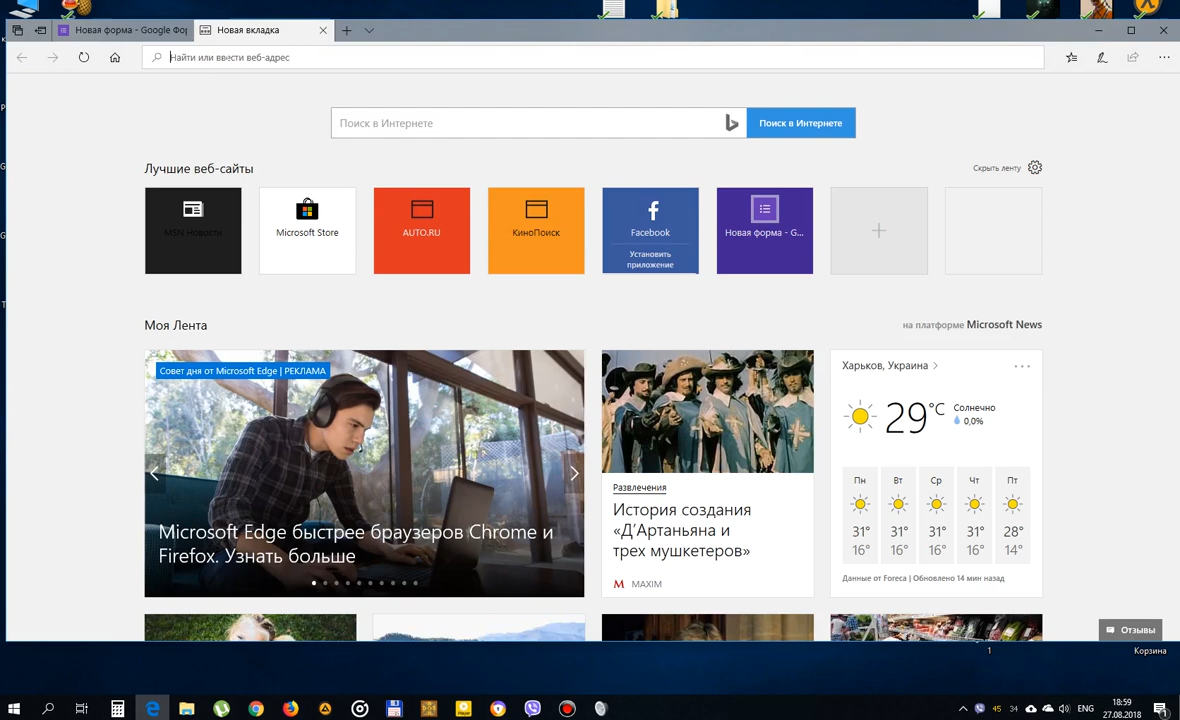 Новая форма - Google Фор
Новая вкладка
Найти или ввести веб-адрес
Поиск в Интернете
Поиск в Интернете
Лучшие веб-сайты
Скрыть ленту
MSN Новости
Microsoft Store
AUTO.RU
КиноПоиск
Facebook
Установить
приложение
Новая форма - G...
Моя Лента
на платформе Microsoft News
Совет дня от Microsoft Edge | РЕКЛАМА
Microsoft Edge быстрее браузеров Chrome и
Firefox. Узнать больше
Развлечения
История создания
«Д'Артаньяна и
трех мушкетеров»
M MAXIM
Харьков, Украина
29°C
Солнечно
0,0%
Пн Вт Ср Чт Пт
31° 31° 31° 31° 28°
16° 16° 16° 16° 14°
Данные от Foreca | Обновлено 14 мин назад
Отзывы
1
Корзина
45 34 ENG
18:59
27.08.2018
1